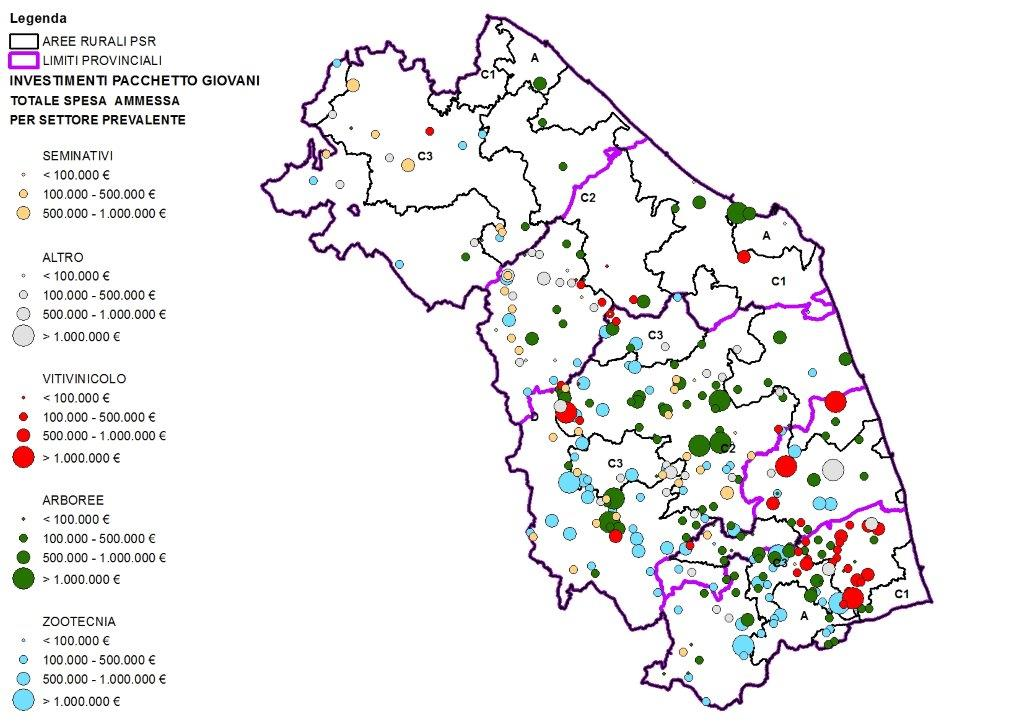 Legenda
AREE RURALI PSR
LIMITI PROVINCIALI
INVESTIMENTI PACCHETTO GIOVANI
TOTALE SPESA AMMESSA
PER SETTORE PREVALENTE
SEMINATIVI
< 100.000 €
100.000 - 500.000 €
500.000 - 1.000.000 €
ALTRO
< 100.000 €
100.000 - 500.000 €
500.000 - 1.000.000 €
> 1.000.000 €
VITIVINICOLO
< 100.000 €
100.000 - 500.000 €
500.000 - 1.000.000 €
> 1.000.000 €
ARBOREE
< 100.000 €
100.000 - 500.000 €
500.000 - 1.000.000 €
> 1.000.000 €
ZOOTECNIA
< 100.000 €
100.000 - 500.000 €
500.000 - 1.000.000 €
> 1.000.000 €
A
C1
C3
C2
A
C1
C3
D
C2
C3
C3
C1
A